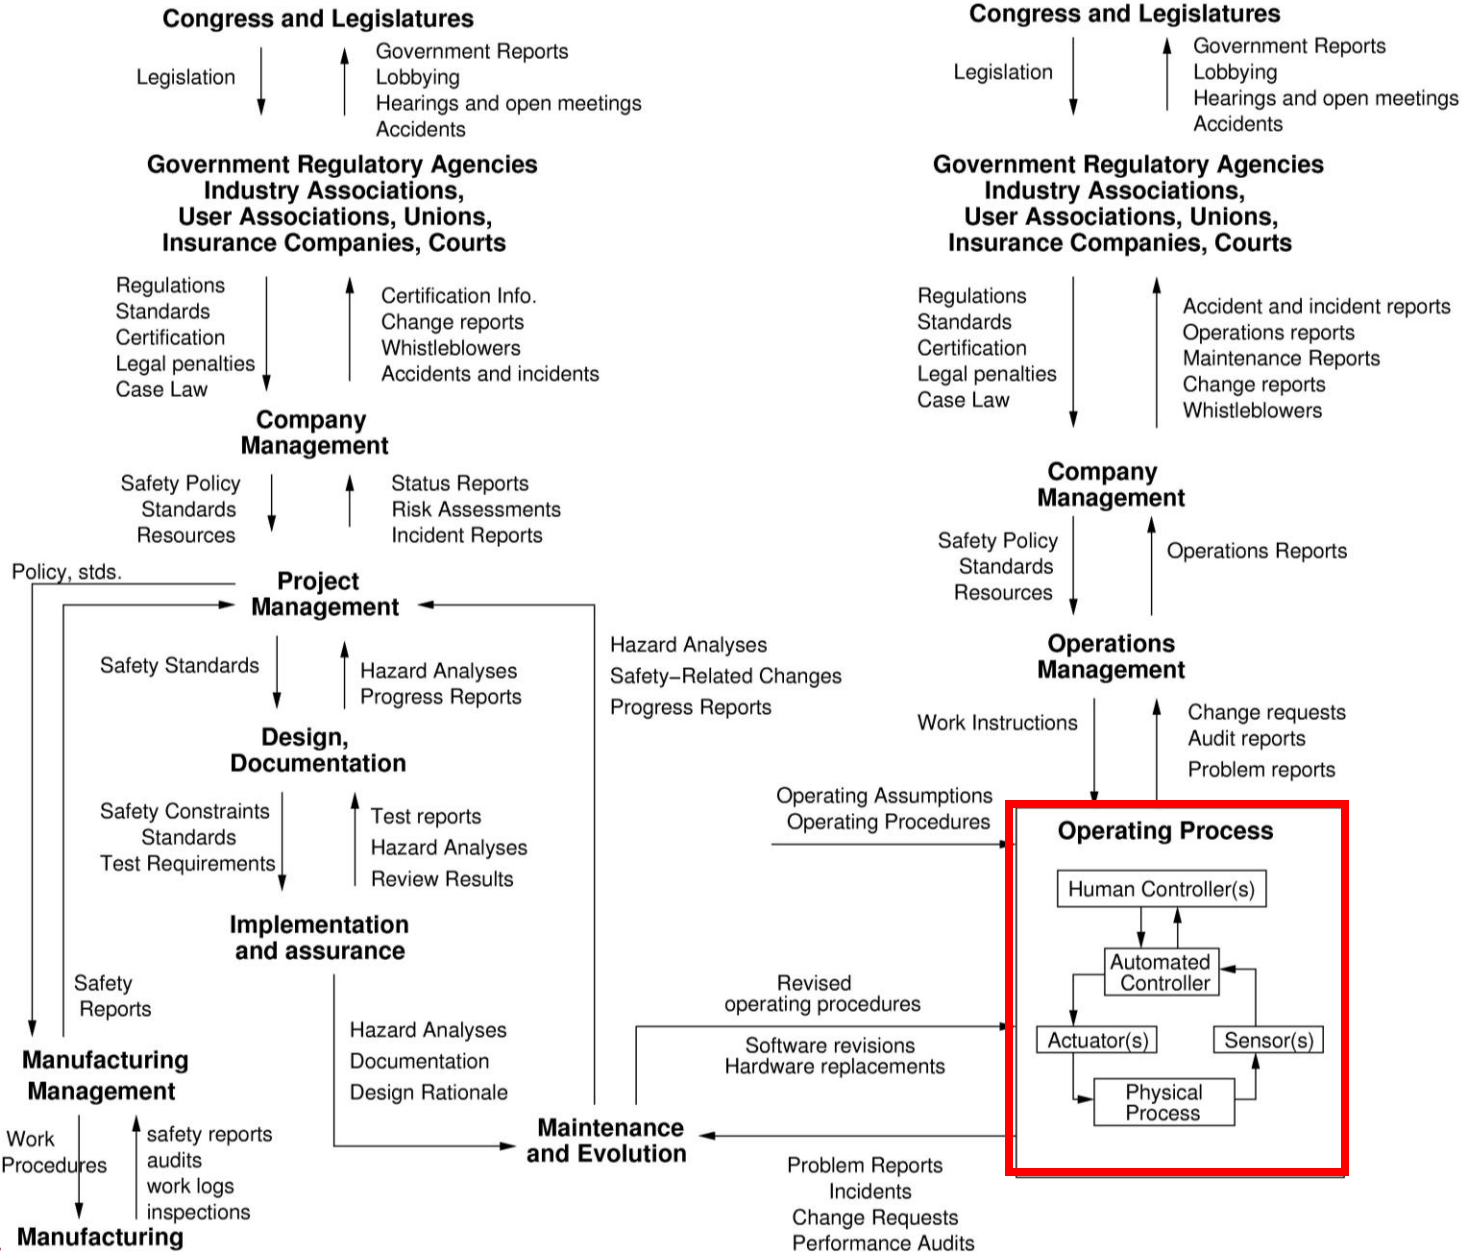 Congress and Legislatures
Legislation
Government Reports
Lobbying
Hearings and open meetings
Accidents
Government Regulatory Agencies
Industry Associations,
User Associations, Unions,
Insurance Companies, Courts
Regulations
Standards
Certification
Legal penalties
Case Law
Certification Info.
Change reports
Whistleblowers
Accidents and incidents
Company
Management
Safety Policy
Standards
Resources
Status Reports
Risk Assessments
Incident Reports
Policy, stds.
Project
Management
Safety Standards
Hazard Analyses
Progress Reports
Hazard Analyses
Safety–Related Changes
Progress Reports
Design,
Documentation
Safety Constraints
Standards
Test Requirements
Test reports
Hazard Analyses
Review Results
Implementation
and assurance
Safety
Reports
Hazard Analyses
Documentation
Design Rationale
Manufacturing
Management
Work
Procedures
safety reports
audits
work logs
inspections
Manufacturing
Maintenance
and Evolution
Congress and Legislatures
Legislation
Government Reports
Lobbying
Hearings and open meetings
Accidents
Government Regulatory Agencies
Industry Associations,
User Associations, Unions,
Insurance Companies, Courts
Regulations
Standards
Certification
Legal penalties
Case Law
Accident and incident reports
Operations reports
Maintenance Reports
Change reports
Whistleblowers
Company
Management
Safety Policy
Standards
Resources
Operations Reports
Operations
Management
Work Instructions
Change requests
Audit reports
Problem reports
Operating Assumptions
Operating Procedures
Operating Process
Human Controller(s)
Automated
Controller
Actuator(s)
Sensor(s)
Physical
Process
Revised
operating procedures
Software revisions
Hardware replacements
Problem Reports
Incidents
Change Requests
Performance Audits